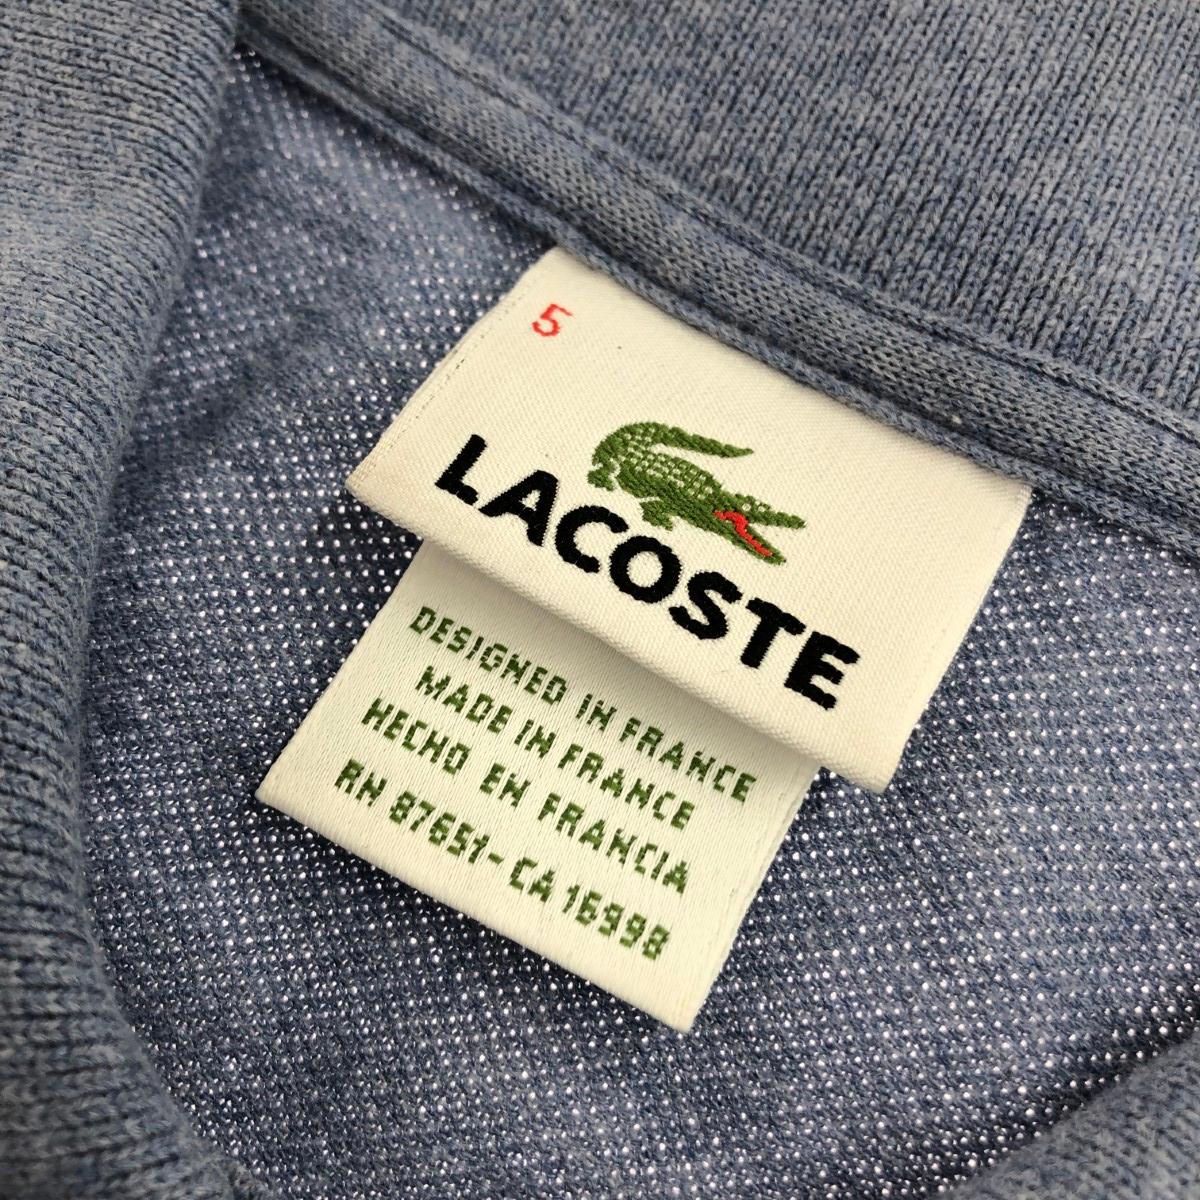 5
LACOSTE
DESIGNED IN FRANCE
MADE IN FRANCE
HECHO EN FRANCIA
RN 87651-CA 16998